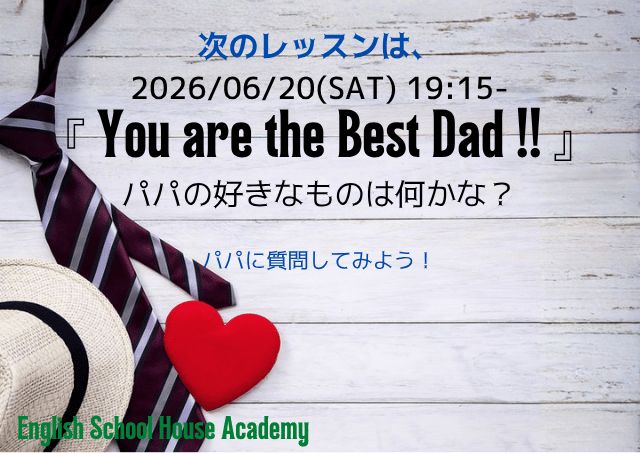 次のレッスンは、
2026/06/20(SAT) 19:15-
『 You are the Best Dad !! 』
パパの好きなものは何かな？
パパに質問してみよう！
English School House Academy